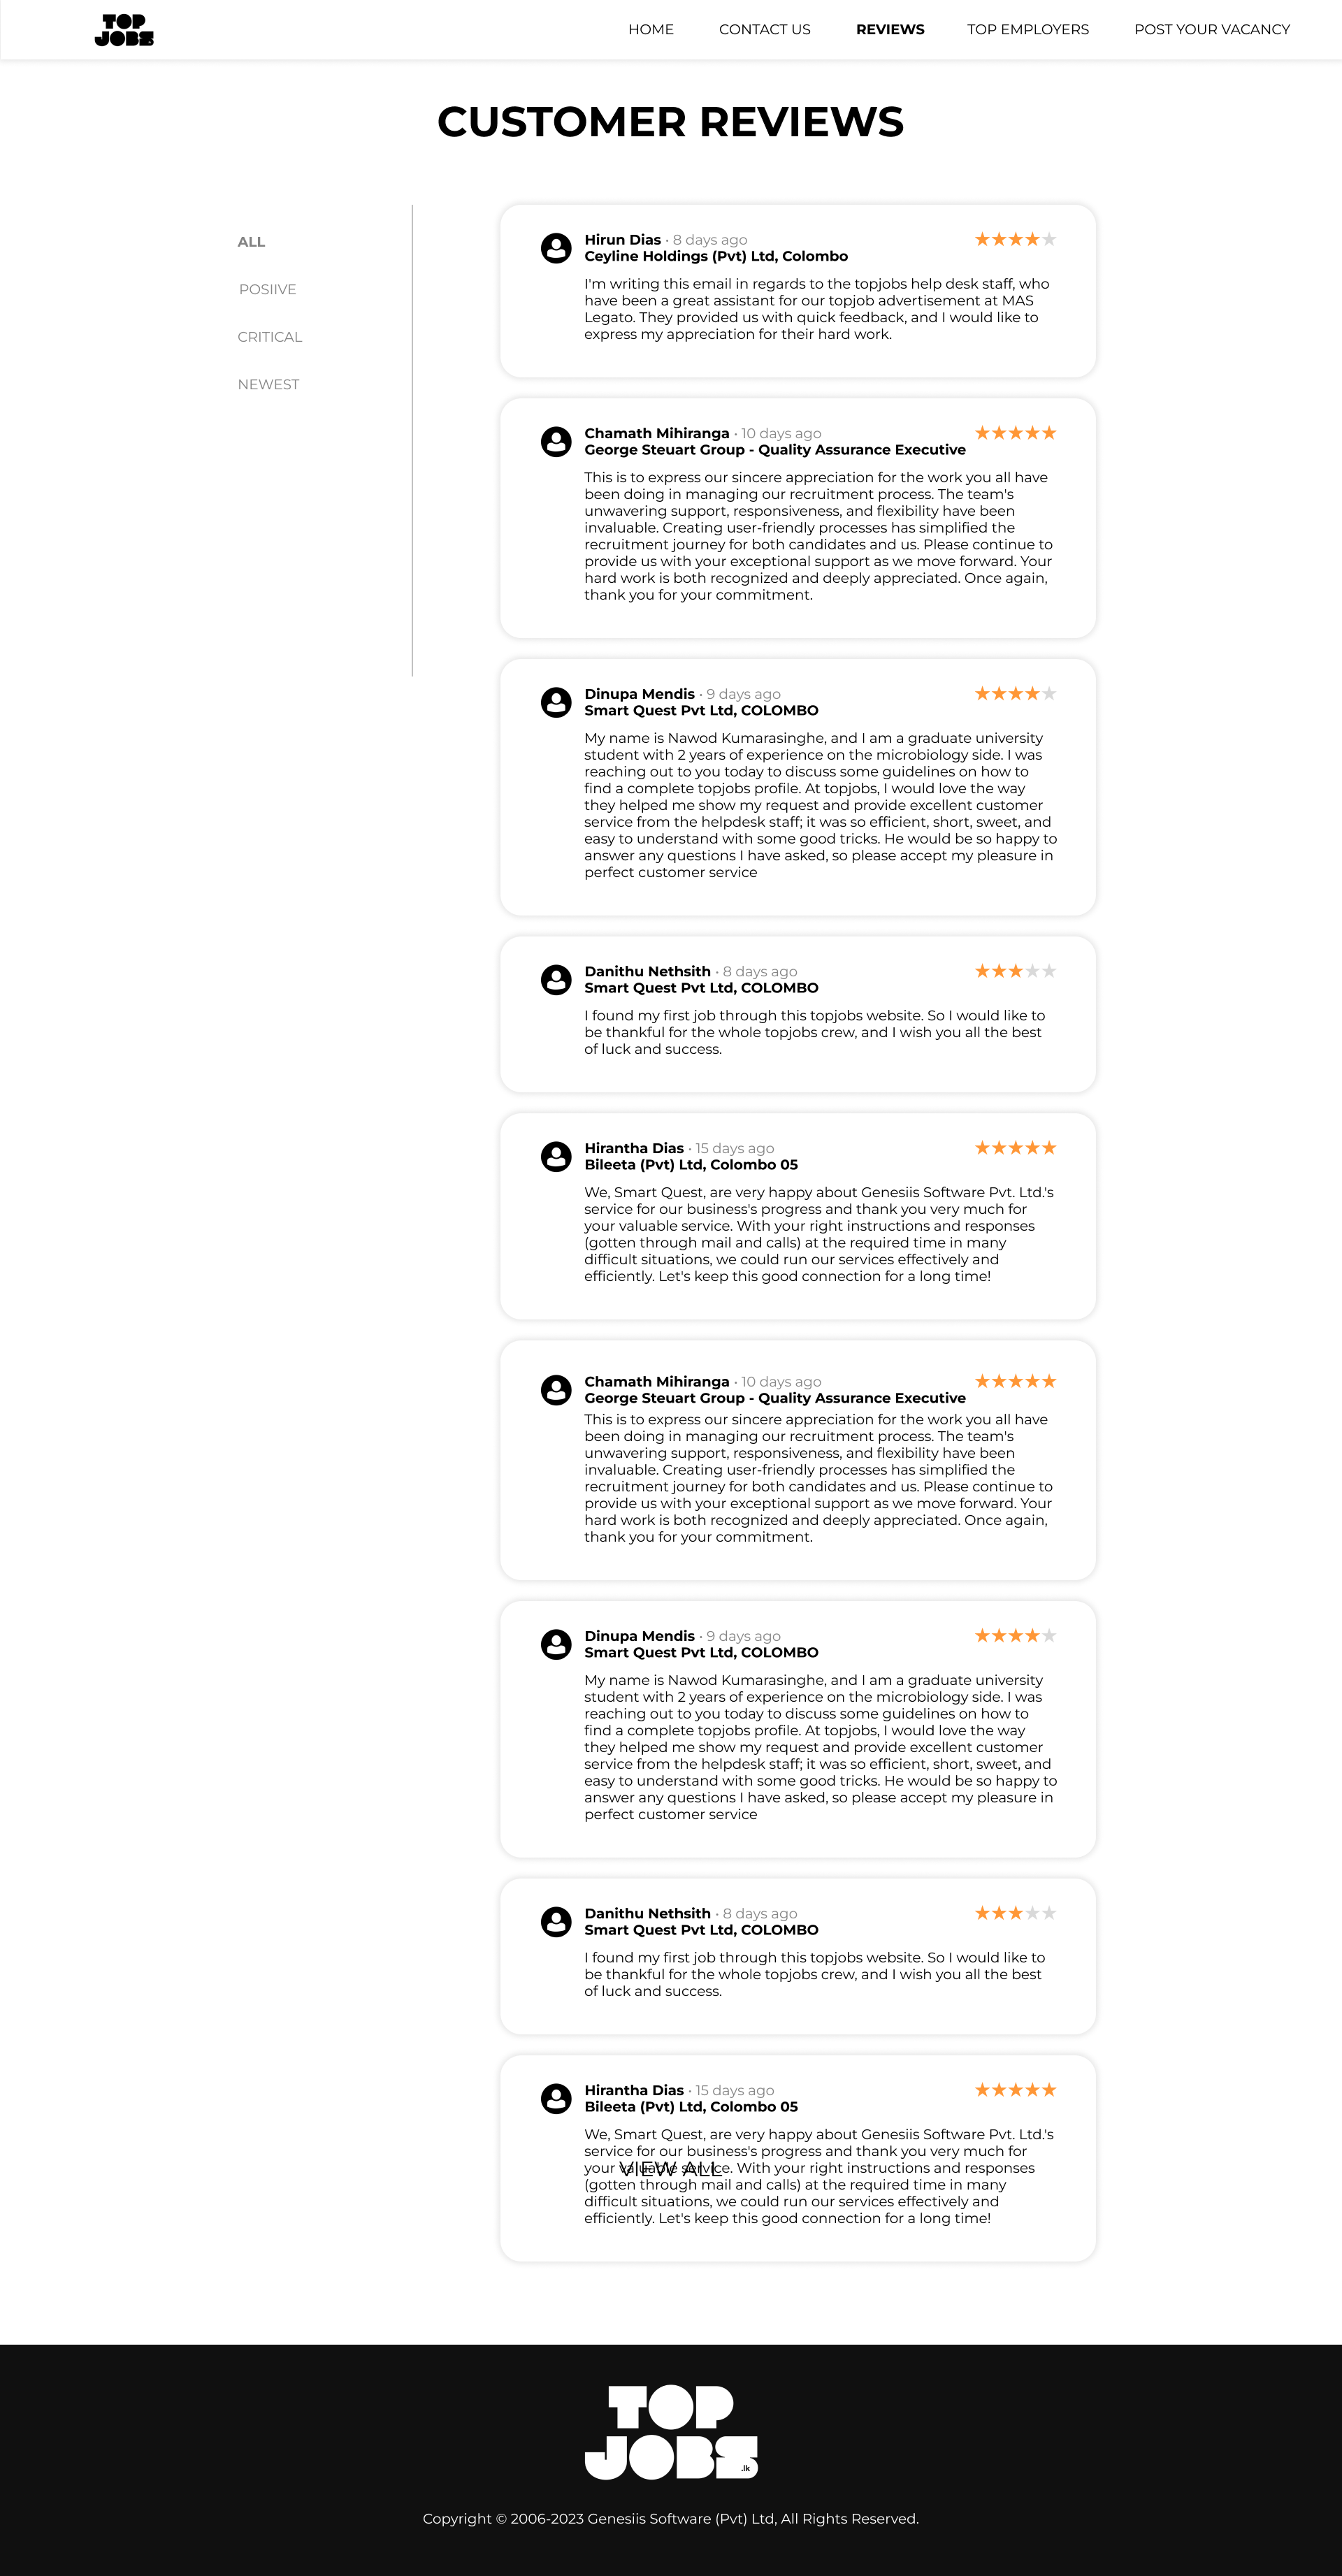 TOP
JOBS
HOME
CONTACT US
REVIEWS
TOP EMPLOYERS
POST YOUR VACANCY
CUSTOMER REVIEWS
ALL
POSIIVE
CRITICAL
NEWEST
Hirun Dias • 8 days ago
Ceyline Holdings (Pvt) Ltd, Colombo
I'm writing this email in regards to the topjobs help desk staff, who
have been a great assistant for our topjob advertisement at MAS
Legato. They provided us with quick feedback, and I would like to
express my appreciation for their hard work.
Chamath Mihiranga • 10 days ago
George Steuart Group - Quality Assurance Executive
This is to express our sincere appreciation for the work you all have
been doing in managing our recruitment process. The team's
unwavering support, responsiveness, and flexibility have been
invaluable. Creating user-friendly processes has simplified the
recruitment journey for both candidates and us. Please continue to
provide us with your exceptional support as we move forward. Your
hard work is both recognized and deeply appreciated. Once again,
thank you for your commitment.
Dinupa Mendis • 9 days ago
Smart Quest Pvt Ltd, COLOMBO
My name is Nawod Kumarasinghe, and I am a graduate university
student with 2 years of experience on the microbiology side. I was
reaching out to you today to discuss some guidelines on how to
find a complete topjobs profile. At topjobs, I would love the way
they helped me show my request and provide excellent customer
service from the helpdesk staff; it was so efficient, short, sweet, and
easy to understand with some good tricks. He would be so happy to
answer any questions I have asked, so please accept my pleasure in
perfect customer service
Danithu Nethsith • 8 days ago
Smart Quest Pvt Ltd, COLOMBO
I found my first job through this topjobs website. So I would like to
be thankful for the whole topjobs crew, and I wish you all the best
of luck and success.
Hirantha Dias • 15 days ago
Bileeta (Pvt) Ltd, Colombo 05
We, Smart Quest, are very happy about Genesiis Software Pvt. Ltd.'s
service for our business's progress and thank you very much for
your valuable service. With your right instructions and responses
(gotten through mail and calls) at the required time in many
difficult situations, we could run our services effectively and
efficiently. Let's keep this good connection for a long time!
Chamath Mihiranga • 10 days ago
George Steuart Group - Quality Assurance Executive
This is to express our sincere appreciation for the work you all have
been doing in managing our recruitment process. The team's
unwavering support, responsiveness, and flexibility have been
invaluable. Creating user-friendly processes has simplified the
recruitment journey for both candidates and us. Please continue to
provide us with your exceptional support as we move forward. Your
hard work is both recognized and deeply appreciated. Once again,
thank you for your commitment.
Dinupa Mendis • 9 days ago
Smart Quest Pvt Ltd, COLOMBO
My name is Nawod Kumarasinghe, and I am a graduate university
student with 2 years of experience on the microbiology side. I was
reaching out to you today to discuss some guidelines on how to
find a complete topjobs profile. At topjobs, I would love the way
they helped me show my request and provide excellent customer
service from the helpdesk staff; it was so efficient, short, sweet, and
easy to understand with some good tricks. He would be so happy to
answer any questions I have asked, so please accept my pleasure in
perfect customer service
Danithu Nethsith • 8 days ago
Smart Quest Pvt Ltd, COLOMBO
I found my first job through this topjobs website. So I would like to
be thankful for the whole topjobs crew, and I wish you all the best
of luck and success.
Hirantha Dias • 15 days ago
Bileeta (Pvt) Ltd, Colombo 05
We, Smart Quest, are very happy about Genesiis Software Pvt. Ltd.'s
service for our business's progress and thank you very much for
your valuable service. With your right instructions and responses
VIEW ALL
(gotten through mail and calls) at the required time in many
difficult situations, we could run our services effectively and
efficiently. Let's keep this good connection for a long time!
TOP
JOBS
.lk
Copyright © 2006-2023 Genesiis Software (Pvt) Ltd, All Rights Reserved.